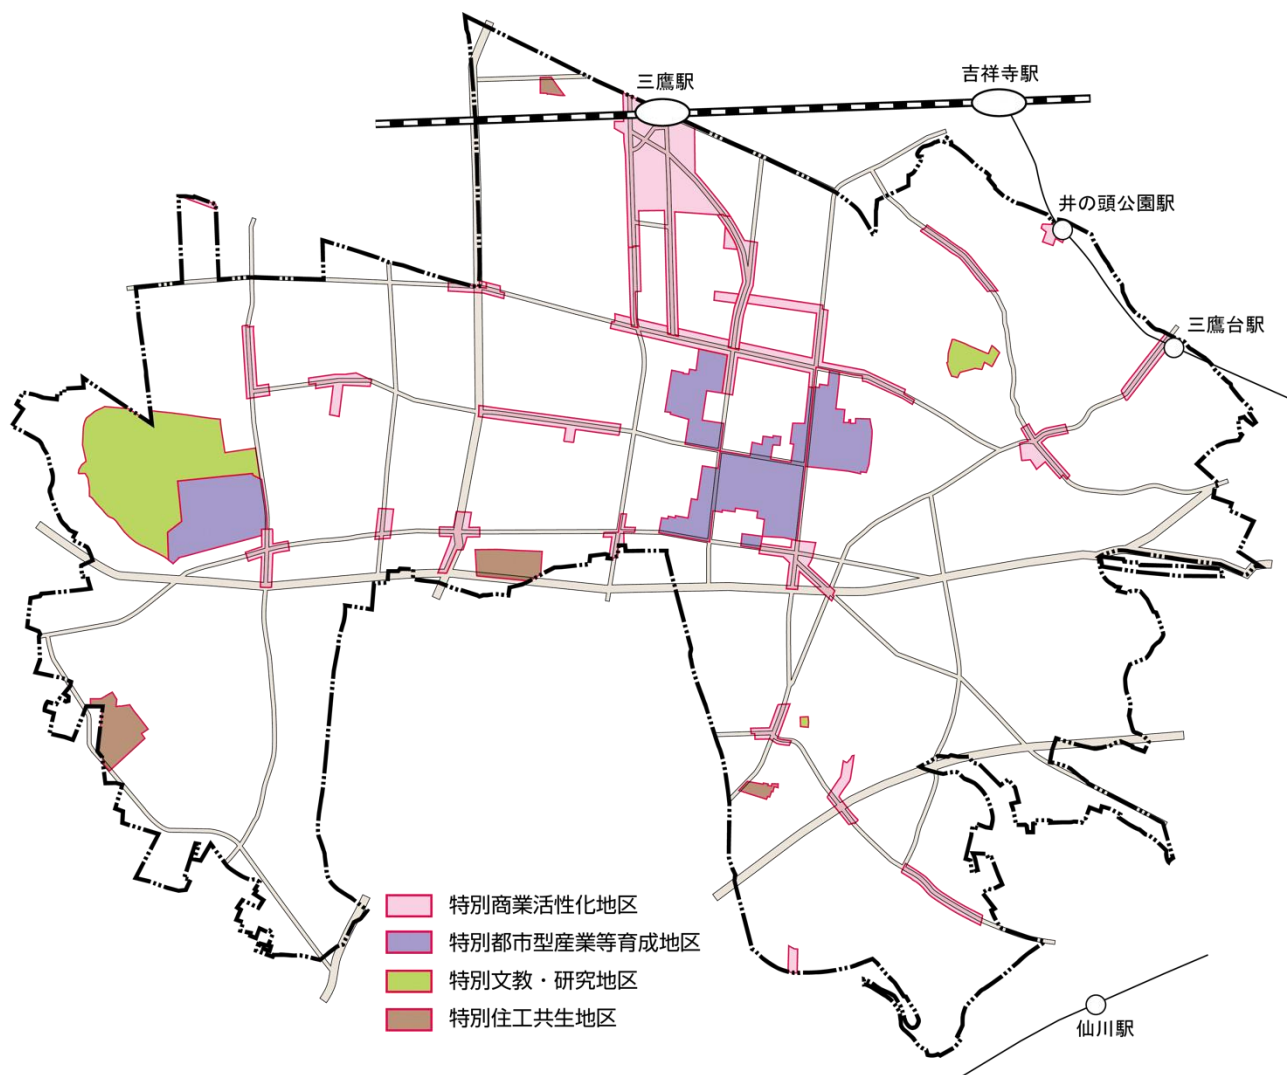 三鷹駅
吉祥寺駅
井の頭公園駅
三鷹台駅
特別商業活性化地区
特別都市型産業等育成地区
特別文教・研究地区
特別住工共生地区
仙川駅